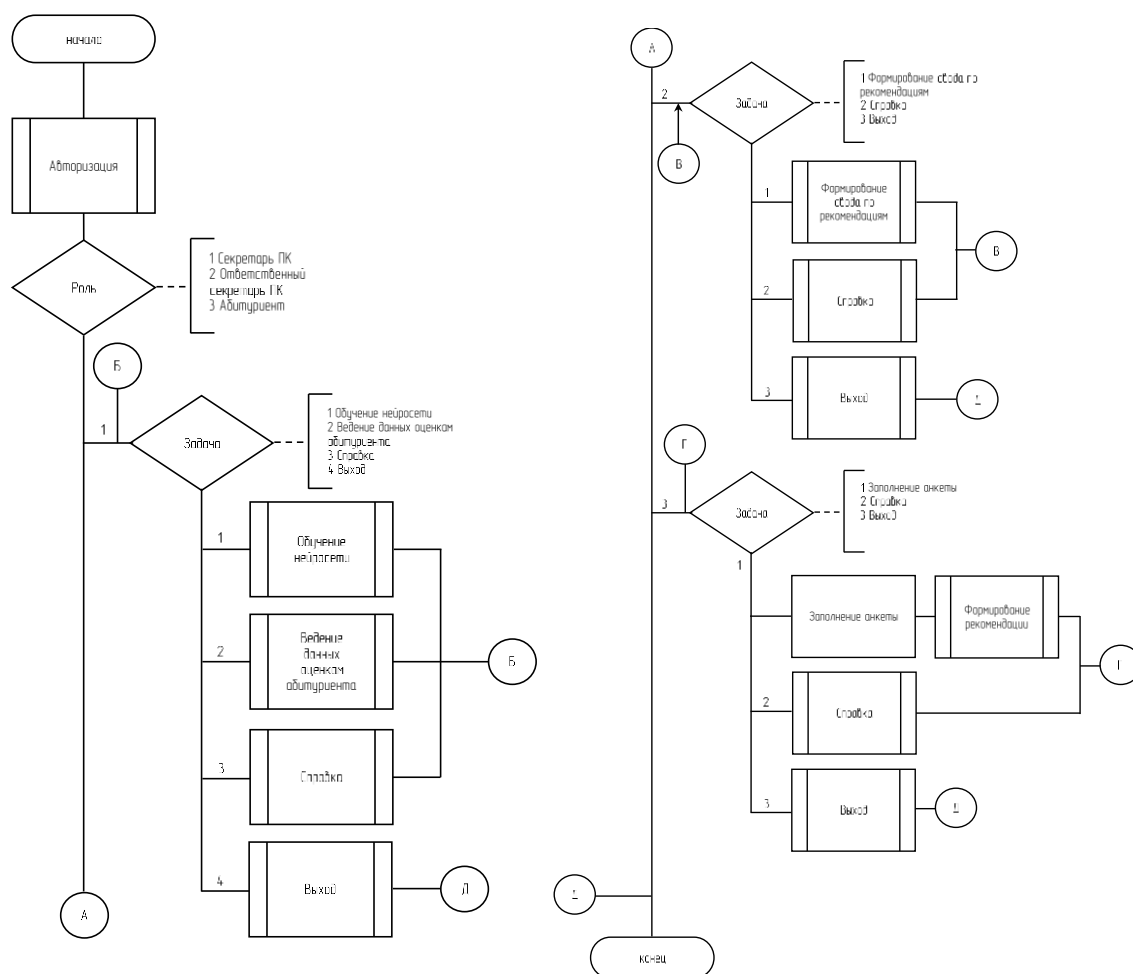 начало
Авторизация
Роль
1 Секретарь ПК
2 Ответственный
секретарь ПК
3 Абитуриент
Б
1
Задача
1 Обучение нейросети
2 Ведение данных оценкам
абитуриента
3 Справка
4 Выход
1
Обучение
нейросети
2
Ведение
данных
оценкам
абитуриента
Б
3
Справка
4
Выход
Д
А
А
2
Задача
1 Формирование свода по
рекомендациям
2 Справка
3 Выход
В
1
Формирование
свода по
рекомендациям
В
2
Справка
3
Выход
Г
3
Задача
1 Заполнение анкеты
2 Справка
3 Выход
1
Заполнение анкеты
Формирование
рекомендации
Г
2
Справка
3
Выход
конец